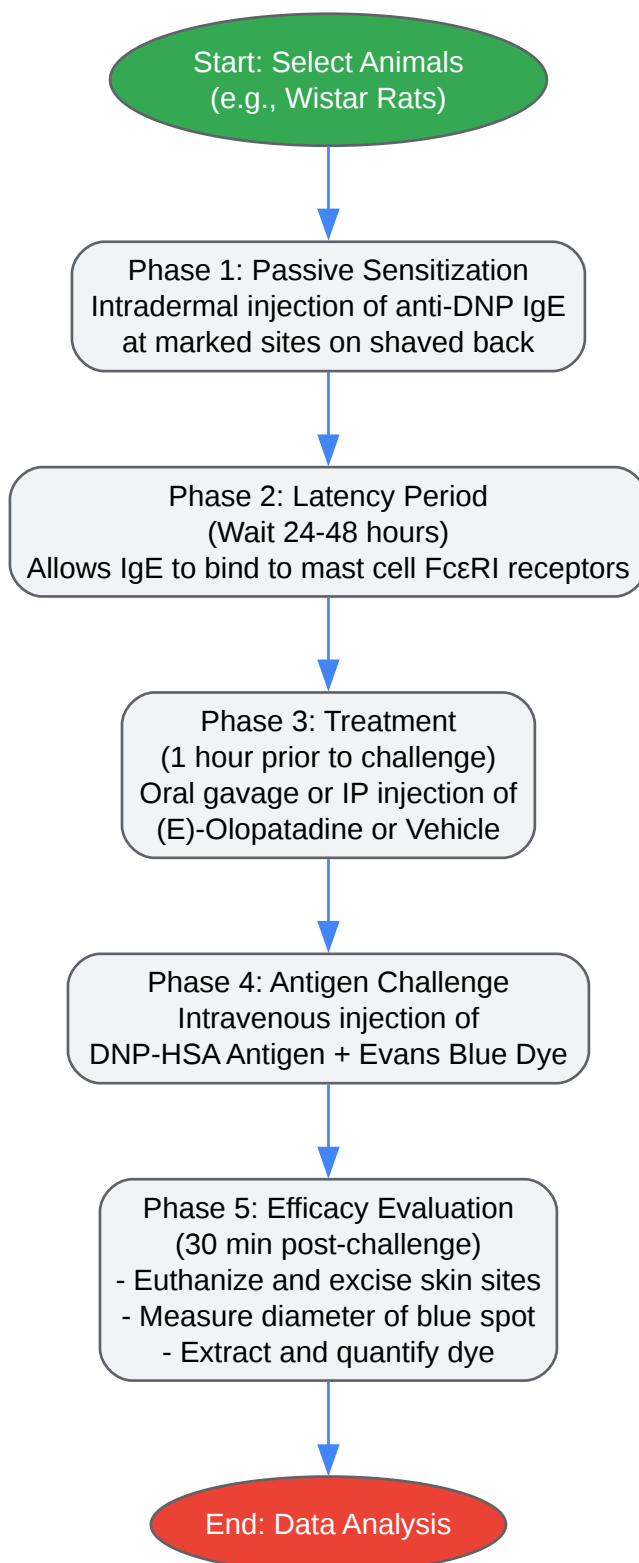 Start: Select Animals
(e.g., Wistar Rats)
Phase 1: Passive Sensitization
Intradermal injection of anti-DNP IgE
at marked sites on shaved back
Phase 2: Latency Period
(Wait 24-48 hours)
Allows IgE to bind to mast cell FcεRI receptors
Phase 3: Treatment
(1 hour prior to challenge)
Oral gavage or IP injection of
(E)-Olopatadine or Vehicle
Phase 4: Antigen Challenge
Intravenous injection of
DNP-HSA Antigen + Evans Blue Dye
Phase 5: Efficacy Evaluation
(30 min post-challenge)
- Euthanize and excise skin sites
- Measure diameter of blue spot
- Extract and quantify dye
End: Data Analysis